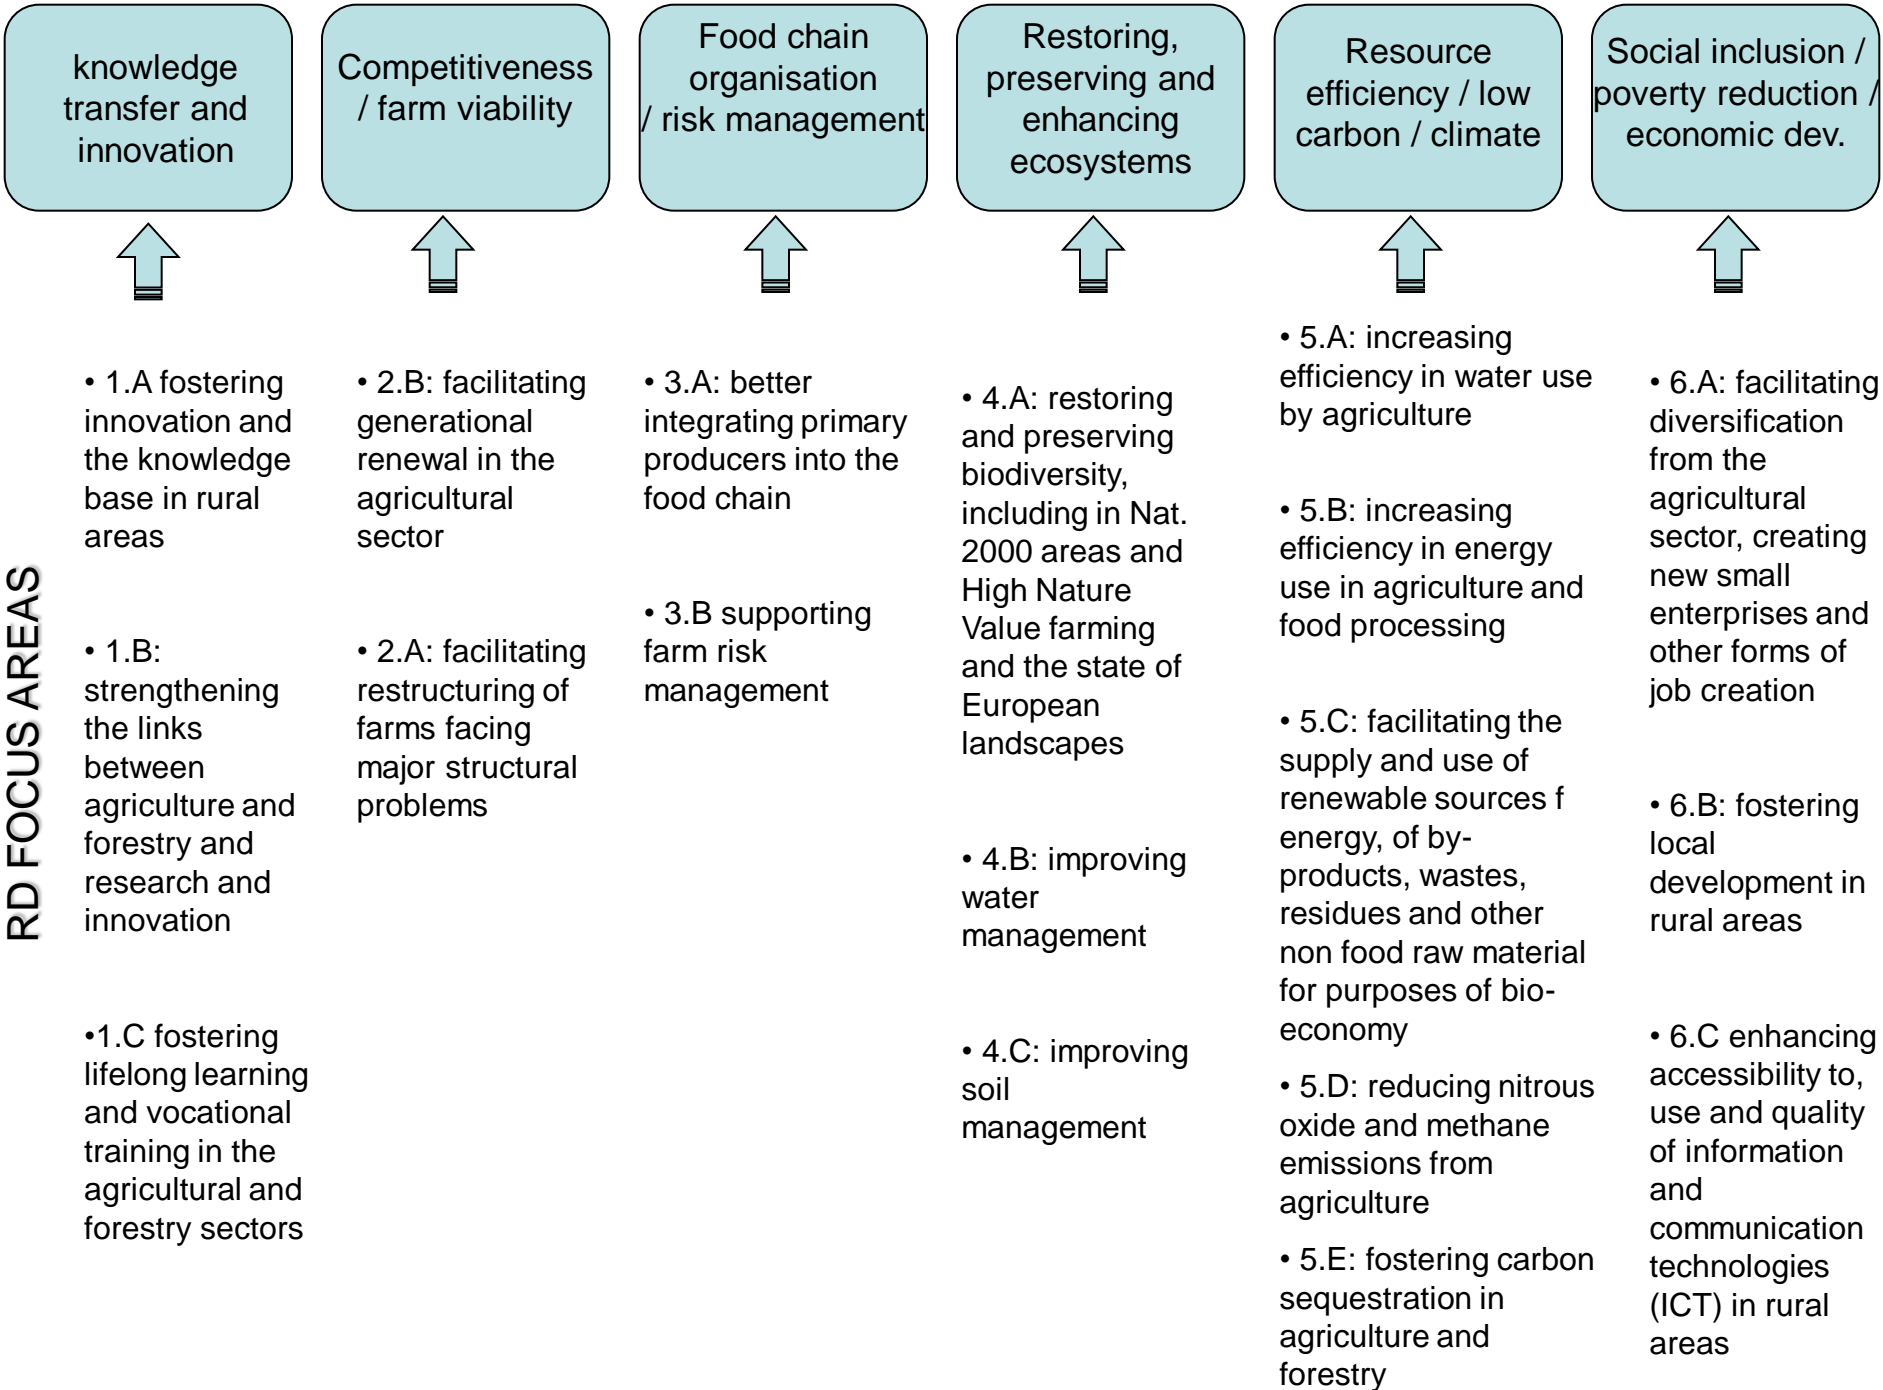 knowledge
transfer and
innovation
Competitiveness
/ farm viability
Food chain
organisation
/ risk management
Restoring,
preserving and
enhancing
ecosystems
Resource
efficiency / low
carbon / climate
Social inclusion /
poverty reduction /
economic dev.
RD FOCUS AREAS
• 1.A fostering
innovation and
the knowledge
base in rural
areas
• 1.B:
strengthening
the links
between
agriculture and
forestry and
research and
innovation
•1.C fostering
lifelong learning
and vocational
training in the
agricultural and
forestry sectors
• 2.B: facilitating
generational
renewal in the
agricultural
sector
• 2.A: facilitating
restructuring of
farms facing
major structural
problems
• 3.A: better
integrating primary
producers into the
food chain
• 3.B supporting
farm risk
management
• 4.A: restoring
and preserving
biodiversity,
including in Nat.
2000 areas and
High Nature
Value farming
and the state of
European
landscapes
• 4.B: improving
water
management
• 4.C: improving
soil
management
• 5.A: increasing
efficiency in water use
by agriculture
• 5.B: increasing
efficiency in energy
use in agriculture and
food processing
• 5.C: facilitating the
supply and use of
renewable sources f
energy, of by-
products, wastes,
residues and other
non food raw material
for purposes of bio-
economy
• 5.D: reducing nitrous
oxide and methane
emissions from
agriculture
• 5.E: fostering carbon
sequestration in
agriculture and
forestry
• 6.A: facilitating
diversification
from the
agricultural
sector, creating
new small
enterprises and
other forms of
job creation
• 6.B: fostering
local
development in
rural areas
• 6.C enhancing
accessibility to,
use and quality
of information
and
communication
technologies
(ICT) in rural
areas